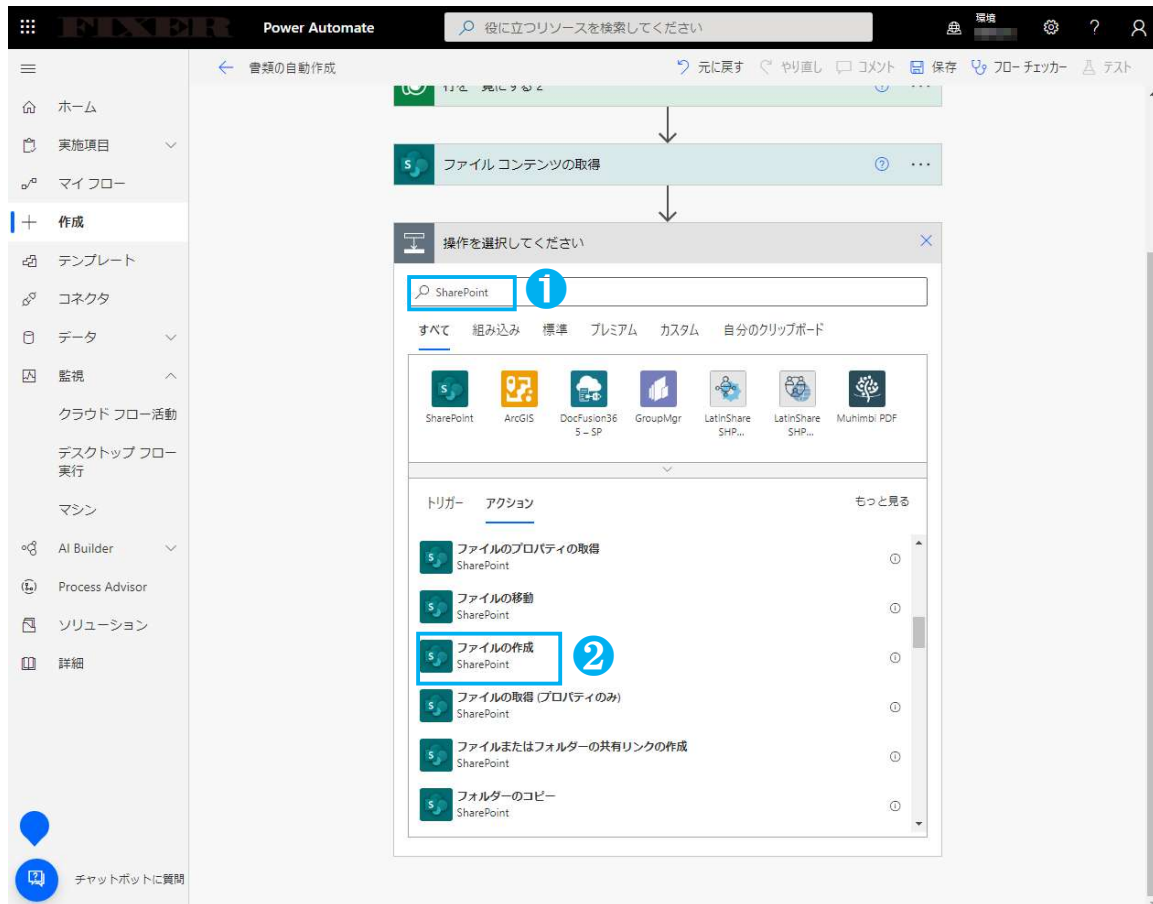 FIXER
Power Automate
役に立つリソースを検索してください
環境
?
書類の自動作成
元に戻す
やり直し
コメント
保存
フロー チェッカー
テスト
ホーム
実施項目
マイ フロー
作成
テンプレート
コネクタ
データ
監視
クラウド フロー活動
デスクトップ フロー
実行
マシン
AI Builder
Process Advisor
ソリューション
詳細
チャットボットに質問
ファイル コンテンツの取得
操作を選択してください
SharePoint
1
すべて
組み込み
標準
プレミアム
カスタム
自分のクリップボード
SharePoint
ArcGIS
DocFusion36
5 – SP
GroupMgr
LatinShare
SHP...
LatinShare
SHP...
Muhimbi PDF
トリガー
アクション
もっと見る
ファイルのプロパティの取得
SharePoint
ファイルの移動
SharePoint
ファイルの作成
SharePoint
2
ファイルの取得 (プロパティのみ)
SharePoint
ファイルまたはフォルダーの共有リンクの作成
SharePoint
フォルダーのコピー
SharePoint